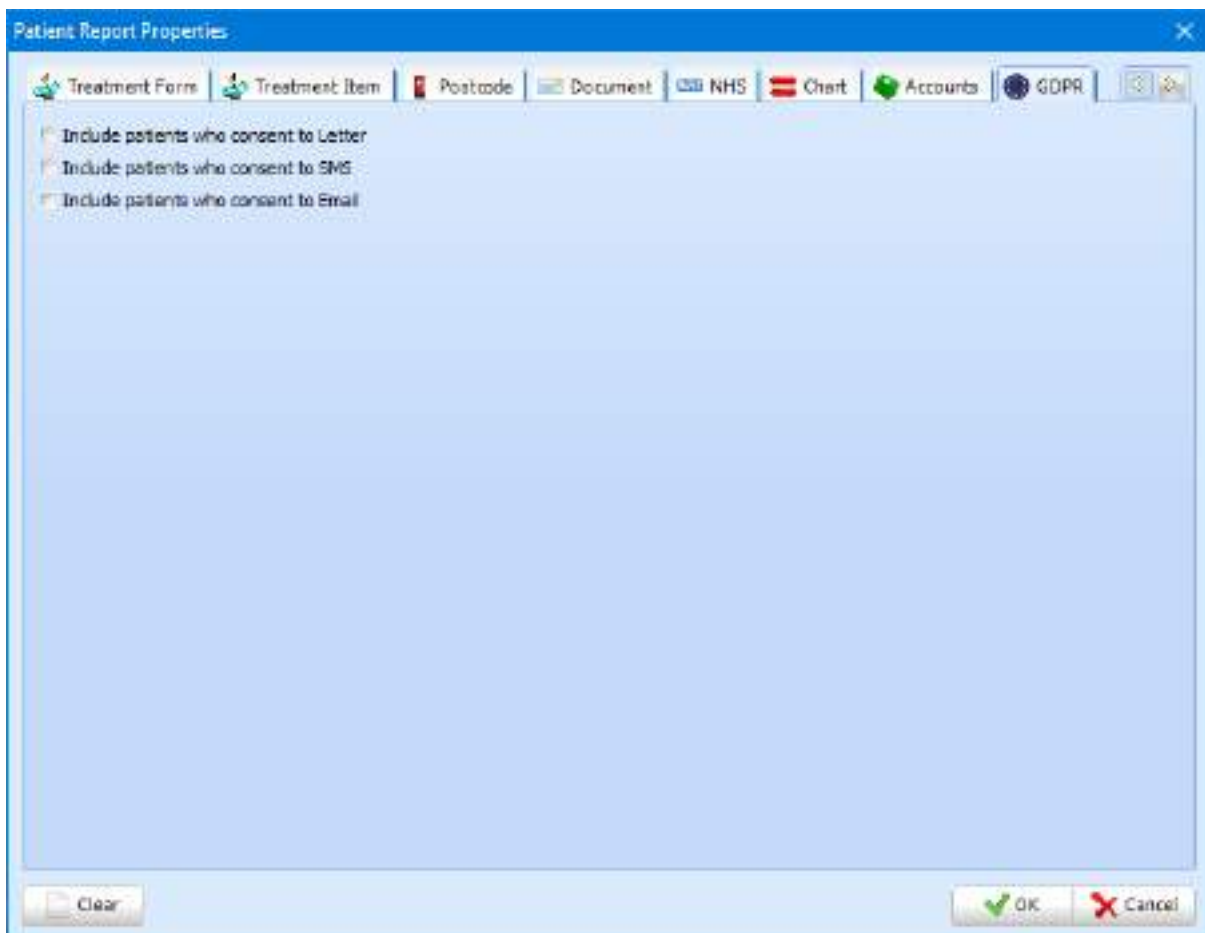 Patient Report Properties
Treatment Form Treatment Item Postcode Document NHS Chart Accounts GDPR
Include patients who consent to Letter
Include patients who consent to SMS
Include patients who consent to Email
Clear OK Cancel